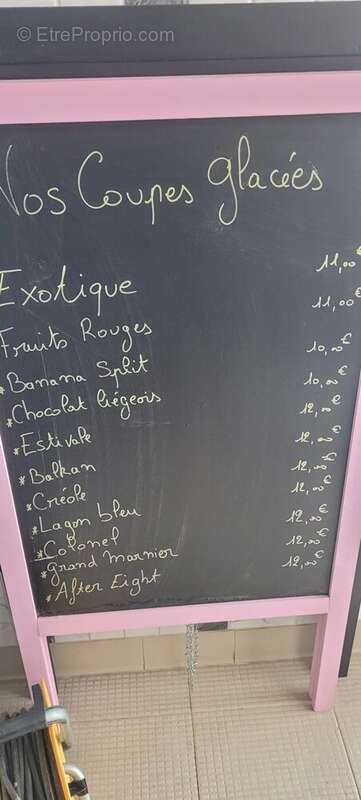 © EtreProprio.com
Nos Coupes glacées
Exotique 11,00€
Fruits Rouges 11,00€
*Banana Split 10,00€
*Chocolat liégeois 10,00€
*Estivale 12,00€
*Balkan 12,00€
*Créole 12,00€
*Lagon bleu 12,00€
*Colonel 12,00€
*Grand Marnier 12,00€
*After Eight 12,00€